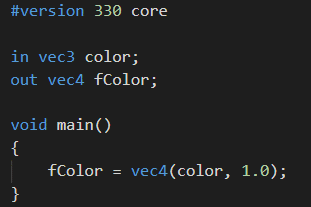 #version 330 core
in vec3 color;
out vec4 fColor;
void main()
{
    fColor = vec4(color, 1.0);
}